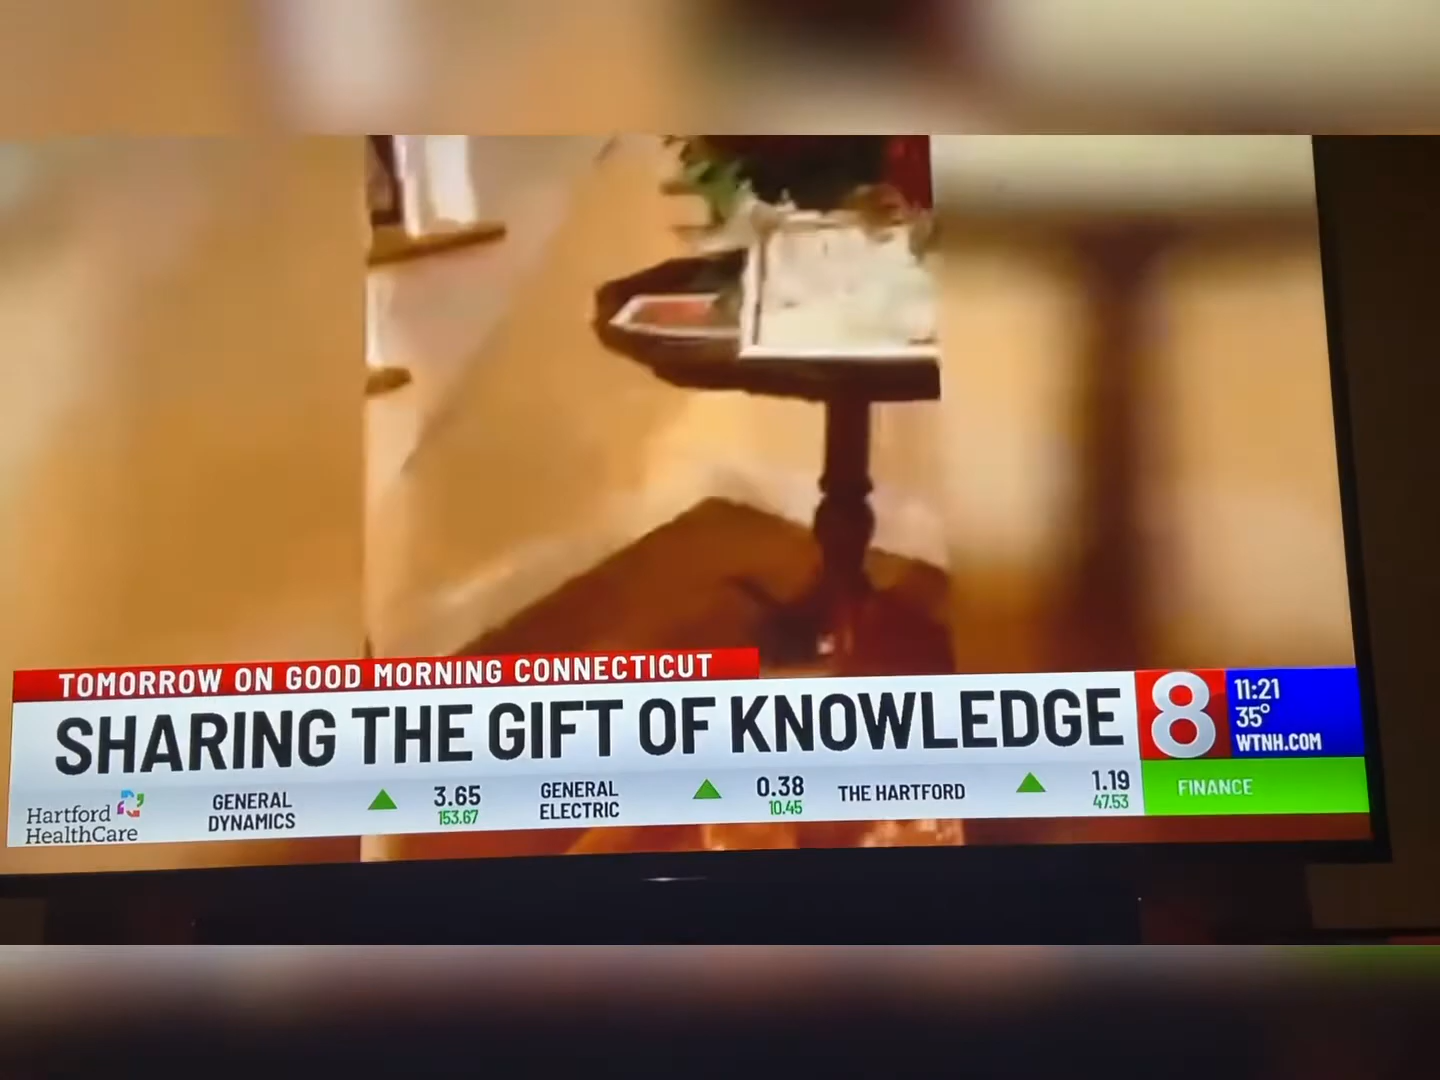 TOMORROW ON GOOD MORNING CONNECTICUT
SHARING THE GIFT OF KNOWLEDGE
8
11:21
35°
WTNH.COM
Hartford
HealthCare
GENERAL
DYNAMICS
3.65
153.67
GENERAL
ELECTRIC
0.38
10.45
THE HARTFORD
1.19
47.53
FINANCE